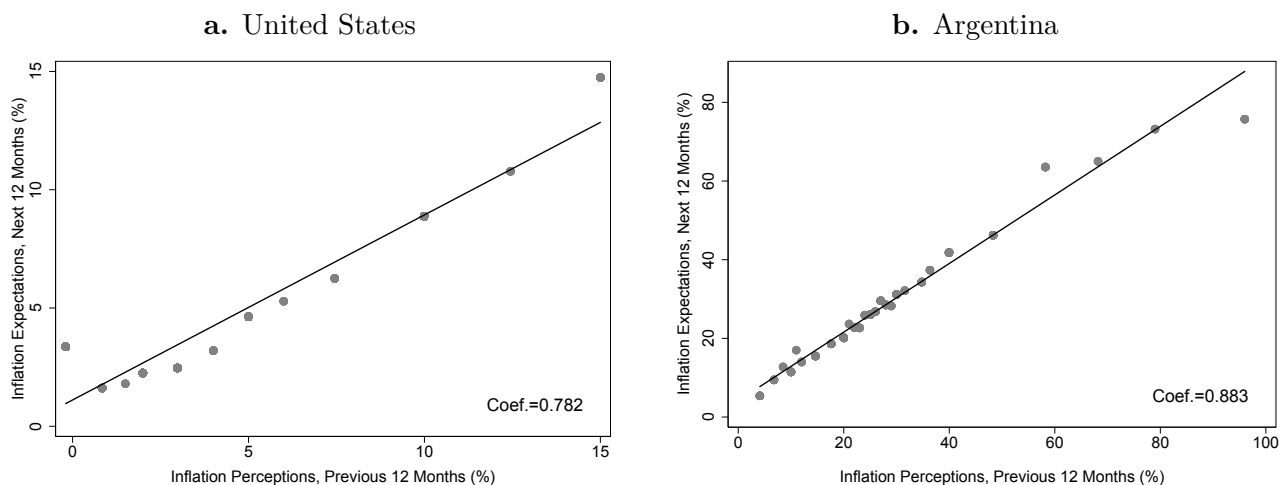 a. United States
Inflation Expectations, Next 12 Months (%)
15
10
5
0
Coef.=0.782
0 5 10 15
Inflation Perceptions, Previous 12 Months (%)
b. Argentina
Inflation Expectations, Next 12 Months (%)
80
60
40
20
0
Coef.=0.883
0 20 40 60 80 100
Inflation Perceptions, Previous 12 Months (%)